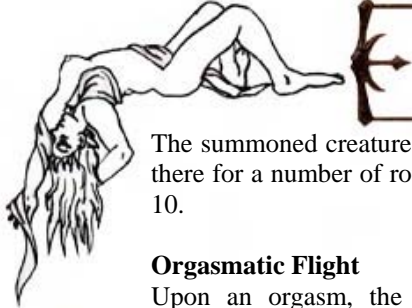 The summoned creature
there for a number of ro
10.
Orgasmatic Flight
Upon an orgasm, the